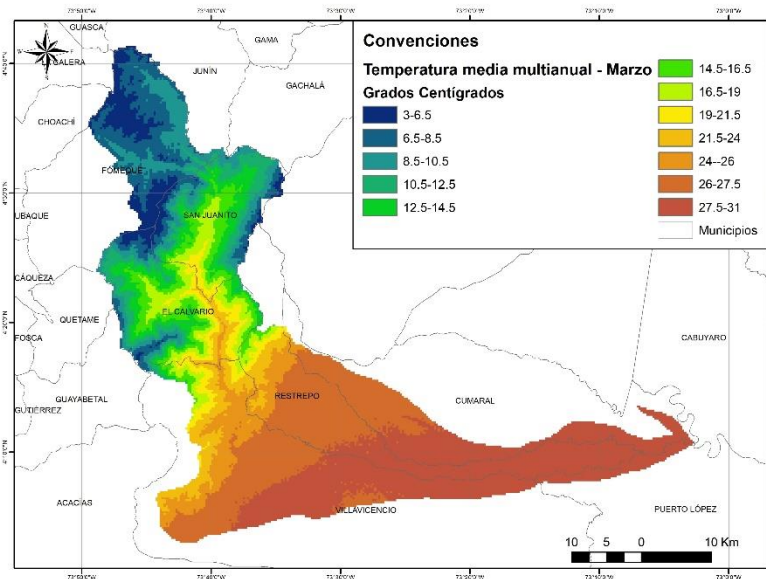 GUASCA
GAMA
LA CALERA
JUNÍN
GACHALÁ
CHOACHÍ
FÓMEQUE
UBAQUE
SAN JUANITO
CÁQUEZA
QUETAME
EL CALVARIO
FOSCA
CABUYARO
GUAYABETAL
GUTIÉRREZ
RESTREPO
CUMARAL
ACACÍAS
VILLAVICENCIO
PUERTO LÓPEZ
Convenciones
Temperatura media multianual - Marzo
Grados Centígrados
3-6.5
6.5-8.5
8.5-10.5
10.5-12.5
12.5-14.5
14.5-16.5
16.5-19
19-21.5
21.5-24
24--26
26-27.5
27.5-31
Municipios
10 5 0 10 Km